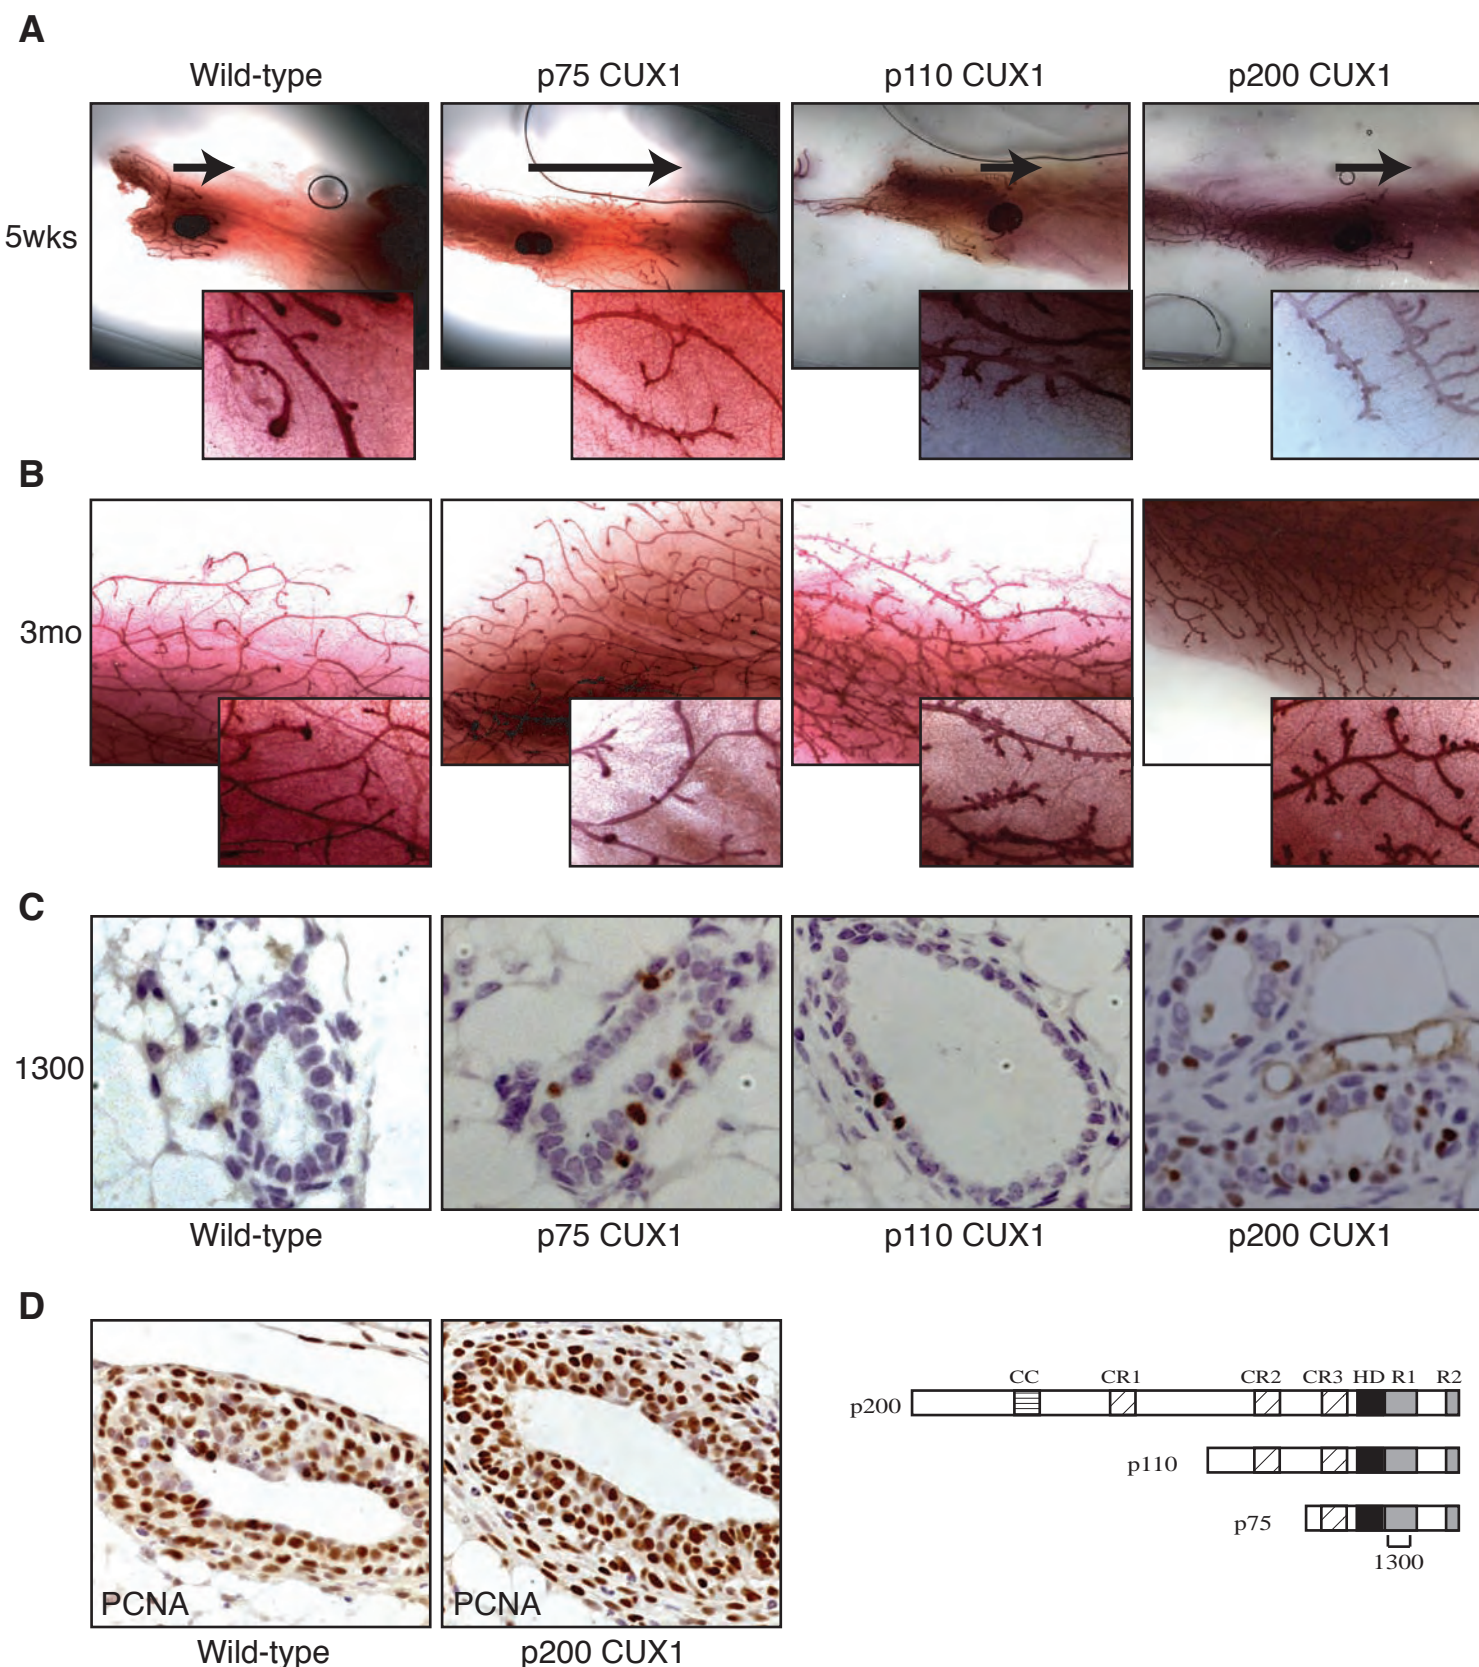 A
Wild-type p75 CUX1 p110 CUX1 p200 CUX1
5wks
B
3mo
C
1300
Wild-type p75 CUX1 p110 CUX1 p200 CUX1
D
PCNA PCNA
Wild-type p200 CUX1
CC CR1 CR2 CR3 HD R1 R2
p200
p110
p75
1300